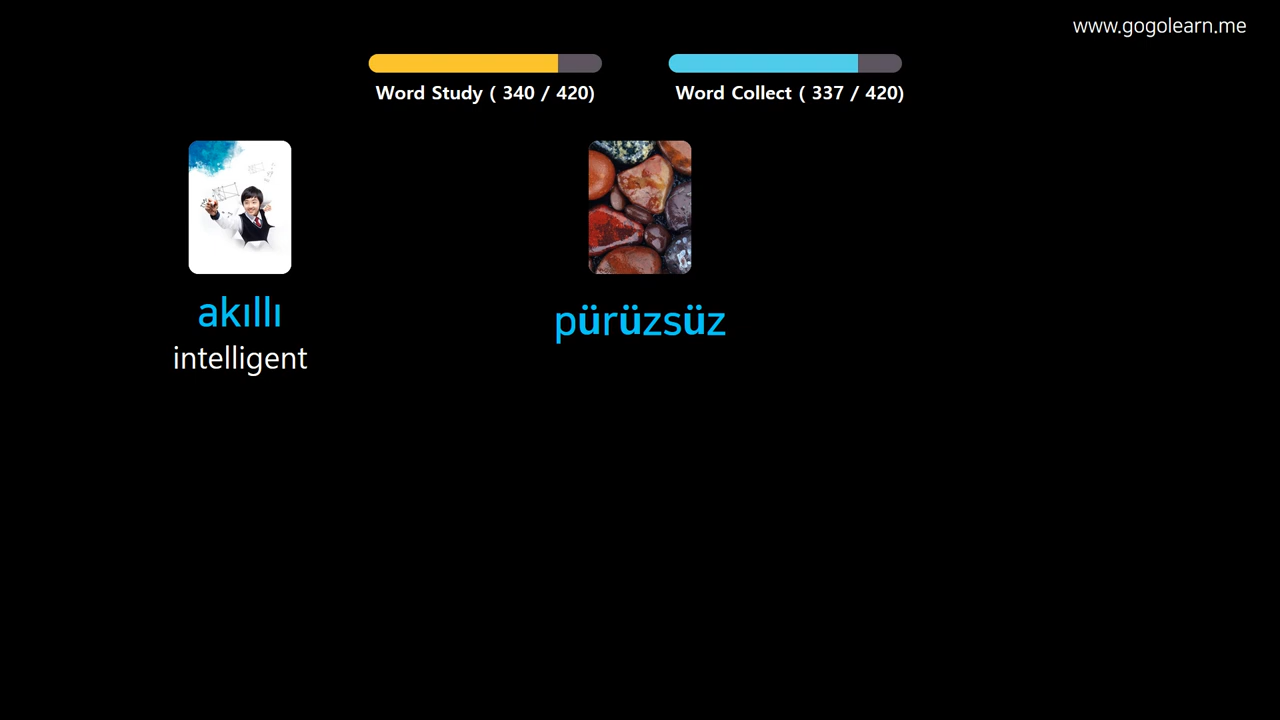 www.gogolearn.me
Word Study ( 340 / 420)
Word Collect ( 337 / 420)
akıllı
intelligent
pürüzsüz